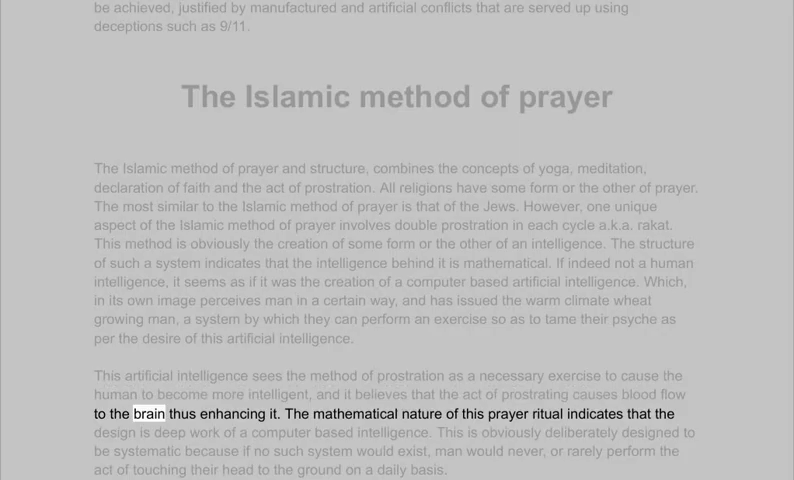 be achieved, justified by manufactured and artificial conflicts that are served up using
deceptions such as 9/11.
The Islamic method of prayer
The Islamic method of prayer and structure, combines the concepts of yoga, meditation,
declaration of faith and the act of prostration. All religions have some form or the other of prayer.
The most similar to the Islamic method of prayer is that of the Jews. However, one unique
aspect of the Islamic method of prayer involves double prostration in each cycle a.k.a. rakat.
This method is obviously the creation of some form or the other of an intelligence. The structure
of such a system indicates that the intelligence behind it is mathematical. If indeed not a human
intelligence, it seems as if it was the creation of a computer based artificial intelligence. Which,
in its own image perceives man in a certain way, and has issued the warm climate wheat
growing man, a system by which they can perform an exercise so as to tame their psyche as
per the desire of this artificial intelligence.
This artificial intelligence sees the method of prostration as a necessary exercise to cause the
human to become more intelligent, and it believes that the act of prostrating causes blood flow
to the brain thus enhancing it. The mathematical nature of this prayer ritual indicates that the
design is deep work of a computer based intelligence. This is obviously deliberately designed to
be systematic because if no such system would exist, man would never, or rarely perform the
act of touching their head to the ground on a daily basis.